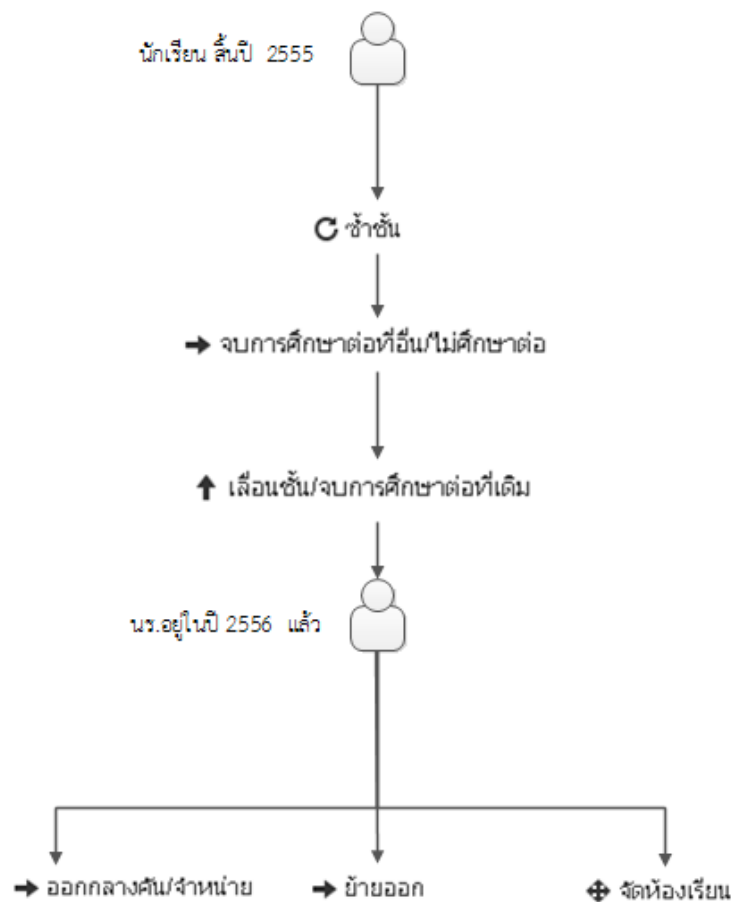 นักเรียน สิ้นปี 2555
ซ้ำชั้น
จบการศึกษาต่อที่อื่น/ไม่ศึกษาต่อ
เลื่อนชั้น/จบการศึกษาต่อที่เดิม
นร.อยู่ในปี 2556 แล้ว
ออกกลางคัน/จำหน่าย
ย้ายออก
จัดห้องเรียน